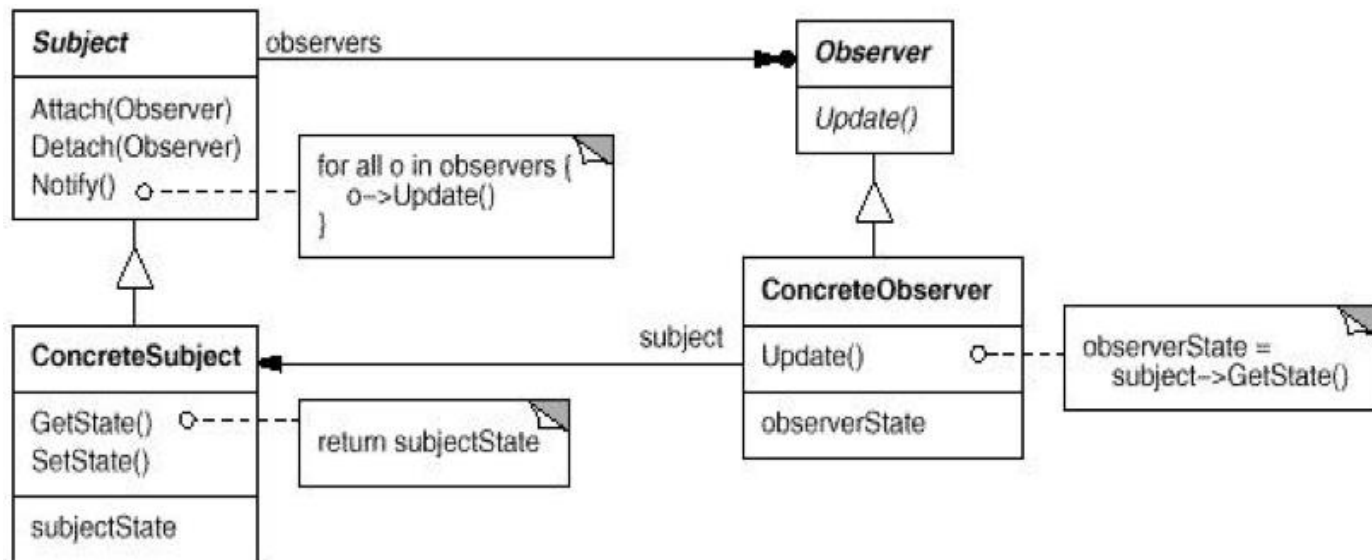 Subject
Attach(Observer)
Detach(Observer)
Notify()
observers
for all o in observers {
o->Update()
}
Observer
Update()
ConcreteSubject
GetState()
SetState()
subjectState
return subjectState
subject
ConcreteObserver
Update()
observerState
observerState =
subject->GetState()